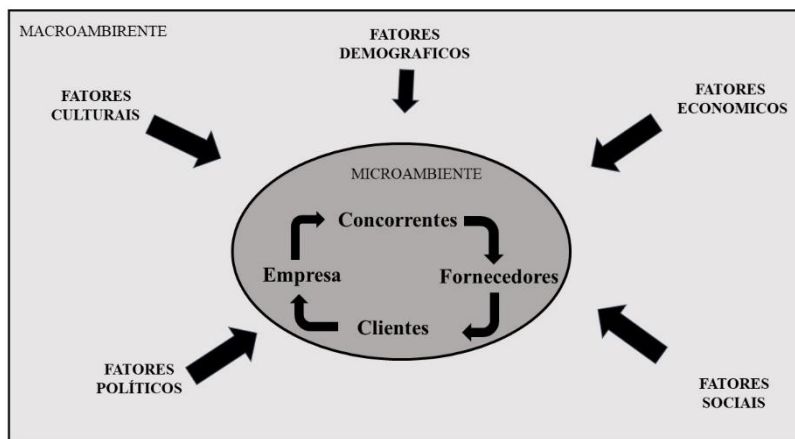 MACROAMBIRENTE
FATORES
DEMOGRAFICOS
FATORES
CULTURAIS
FATORES
ECONOMICOS
MICROAMBIENTE
Concorrentes
Empresa
Fornecedores
Clientes
FATORES
POLÍTICOS
FATORES
SOCIAIS